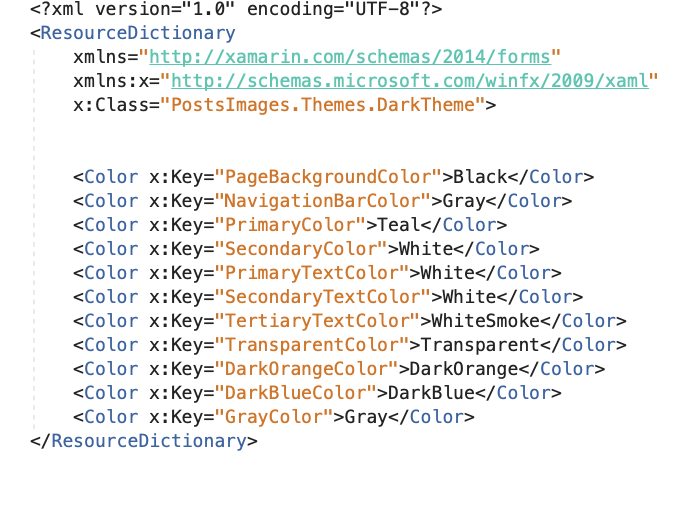 <?xml version="1.0" encoding="UTF-8"?>
<ResourceDictionary
xmlns="http://xamarin.com/schemas/2014/forms"
xmlns:x="http://schemas.microsoft.com/winfx/2009/xaml"
x:Class="PostsImages.Themes.DarkTheme">
<Color x:Key="PageBackgroundColor">Black</Color>
<Color x:Key="NavigationBarColor">Gray</Color>
<Color x:Key="PrimaryColor">Teal</Color>
<Color x:Key="SecondaryColor">White</Color>
<Color x:Key="PrimaryTextColor">White</Color>
<Color x:Key="SecondaryTextColor">White</Color>
<Color x:Key="TertiaryTextColor">WhiteSmoke</Color>
<Color x:Key="TransparentColor">Transparent</Color>
<Color x:Key="DarkOrangeColor">DarkOrange</Color>
<Color x:Key="DarkBlueColor">DarkBlue</Color>
<Color x:Key="GrayColor">Gray</Color>
</ResourceDictionary>